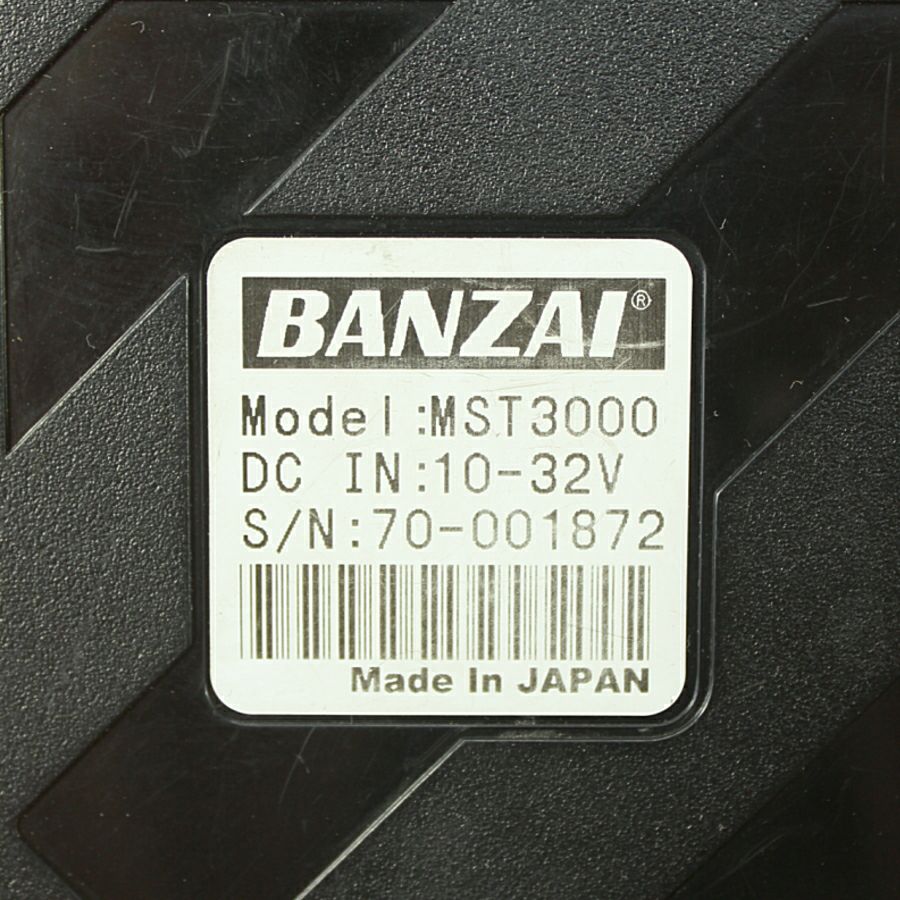 BANZAI®
Model:MST3000
DC IN:10-32V
S/N:70-001872
Made In JAPAN